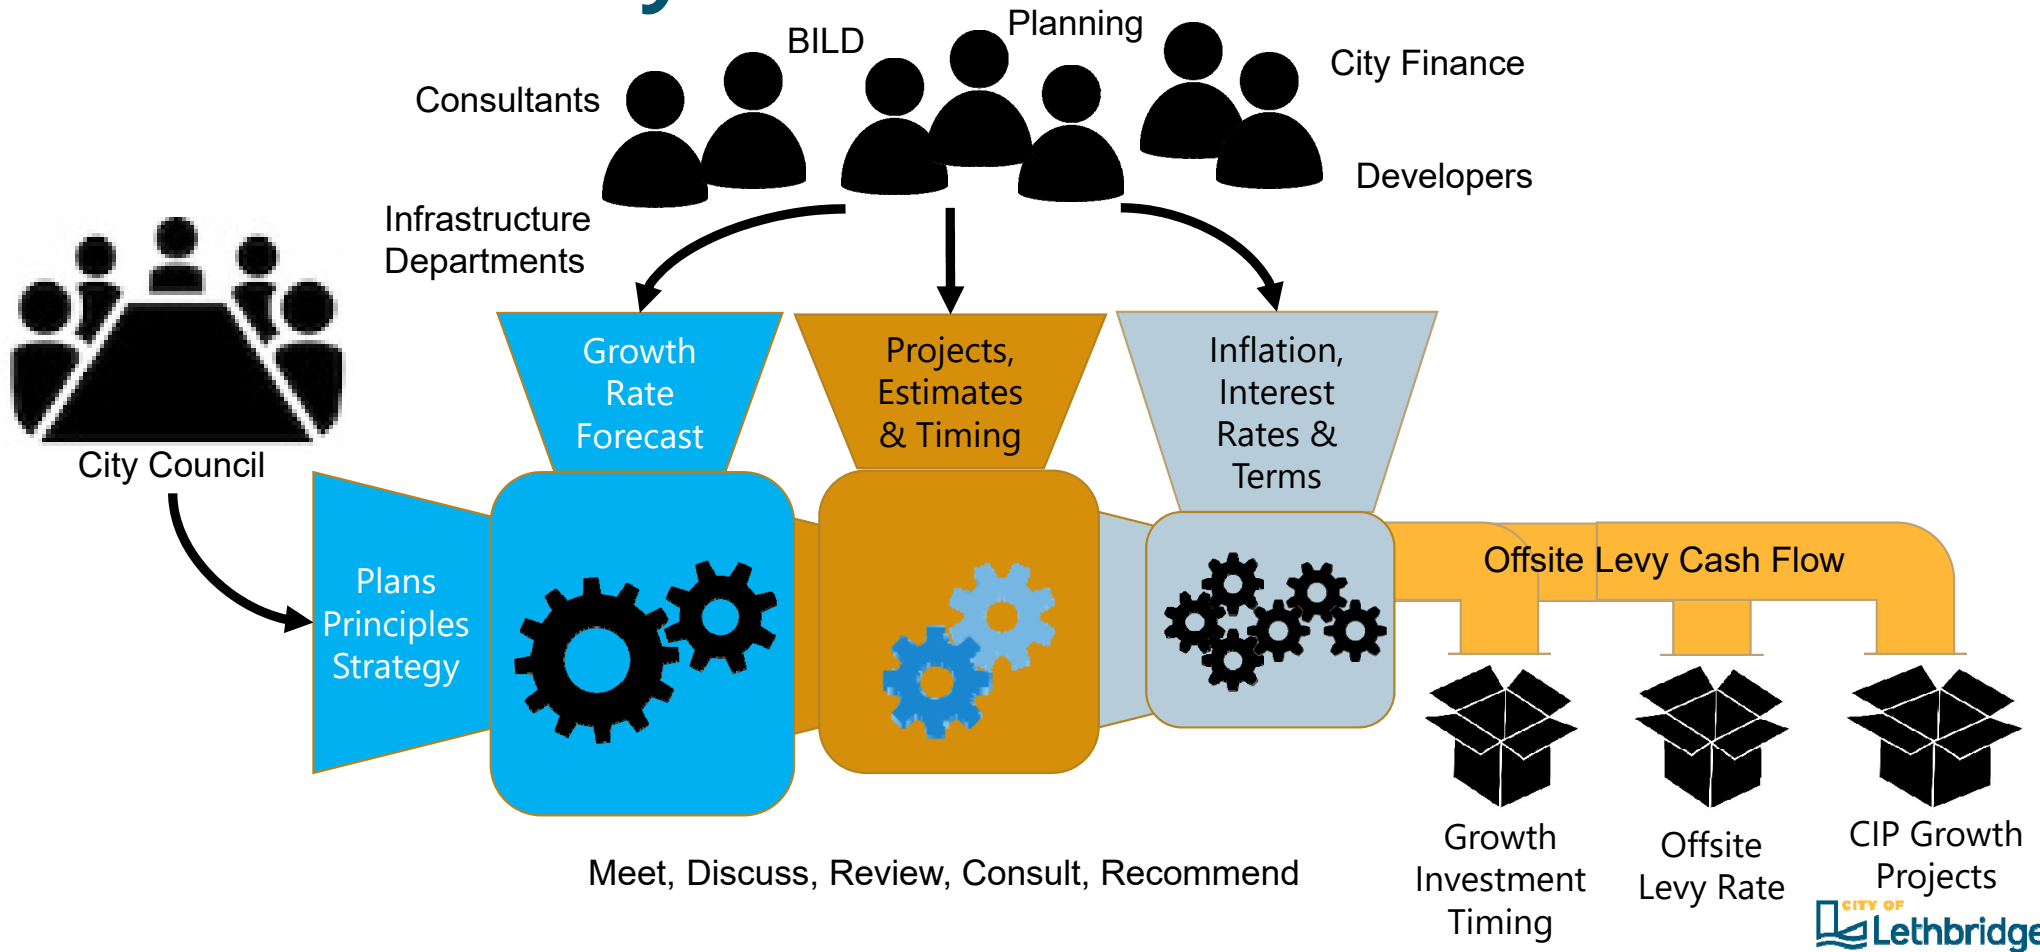 BILD
Planning
City Finance
Consultants
Developers
Infrastructure
Departments
City Council
Growth
Rate
Forecast
Projects,
Estimates
& Timing
Inflation,
Interest
Rates &
Terms
Plans
Principles
Strategy
Offsite Levy Cash Flow
Meet, Discuss, Review, Consult, Recommend
Growth
Investment
Timing
Offsite
Levy Rate
CIP Growth
Projects
CITY OF
Lethbridge